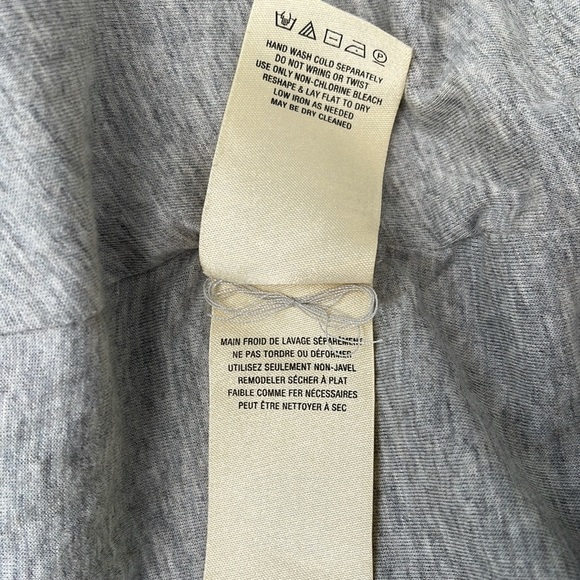 HAND WASH COLD SEPARATELY
DO NOT WRING OR TWIST
USE ONLY NON-CHLORINE BLEACH
RESHAPE & LAY FLAT TO DRY
LOW IRON AS NEEDED
MAY BE DRY CLEANED
MAIN FROID DE LAVAGE SÉPARÉMENT
NE PAS TORDRE OU DÉFORMER
UTILISEZ SEULEMENT NON-JAVEL
REMODELER SÉCHER À PLAT
FAIBLE COMME FER NÉCESSAIRES
PEUT ÊTRE NETTOYER À SEC